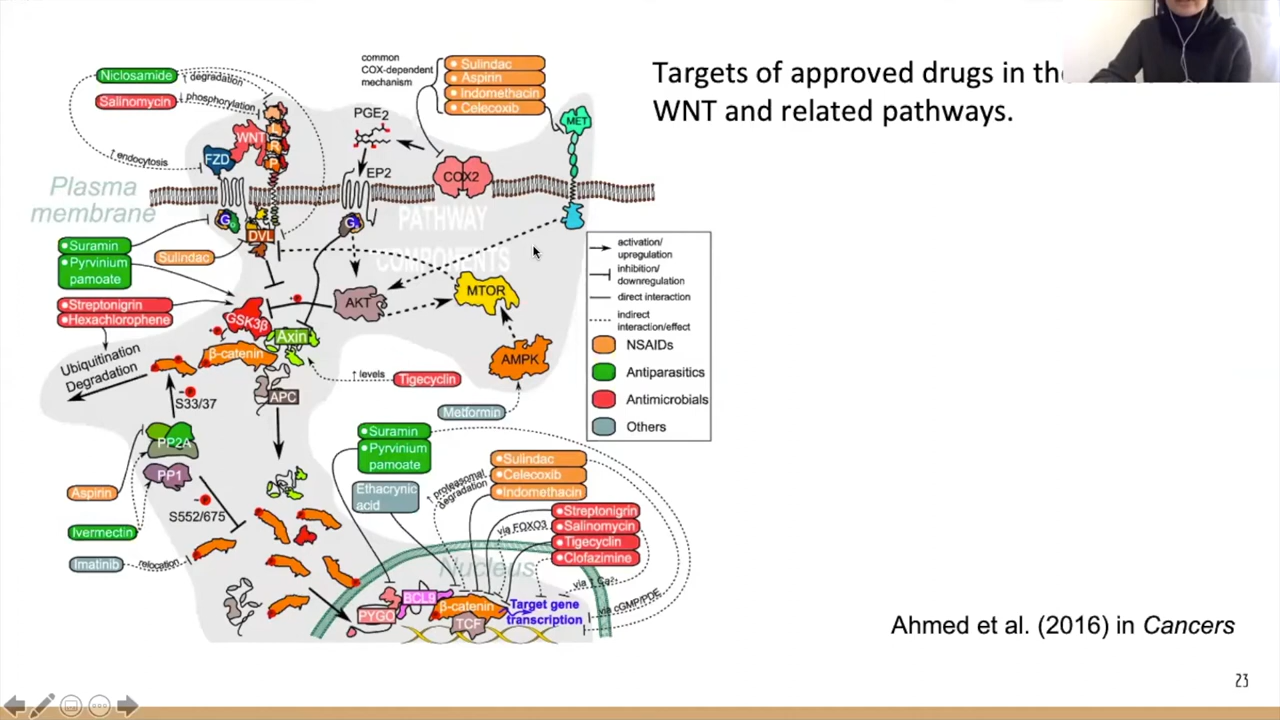 Targets of approved drugs in the
WNT and related pathways.
common
COX-dependent
mechanism
Sulindac
Aspirin
Indomethacin
Celecoxib
Niclosamide
↑ degradation
Salinomycin
↓ phosphorylation
PGE2
MET
WNT
L
R
P
FZD
↑ endocytosis
EP2
COX2
Plasma
membrane
PATHWAY
COMPONENTS
G
DVL
G
Suramin
Pyrvinium
pamoate
Sulindac
Streptonigrin
Hexachlorophene
AKT
MTOR
GSK3β
Axin
β-catenin
AMPK
Ubiquitination
Degradation
↑ levels
Tigecyclin
APC
Metformin
S33/37
PP2A
PP1
Aspirin
S552/675
Ivermectin
Imatinib
relocation
activation/
upregulation
inhibition/
downregulation
direct interaction
indirect
interaction/effect
NSAIDs
Antiparasitics
Antimicrobials
Others
Suramin
Pyrvinium
pamoate
Ethacrynic
acid
↑ proteasomal
degradation
Sulindac
Celecoxib
Indomethacin
Streptonigrin
Salinomycin
Tigecyclin
Clofazimine
via FOXO3
via ↑ Ca2+
via cGMP/PDE
Nucleus
BCL9
PYGO
β-catenin
TCF
Target gene
transcription
Ahmed et al. (2016) in Cancers
23